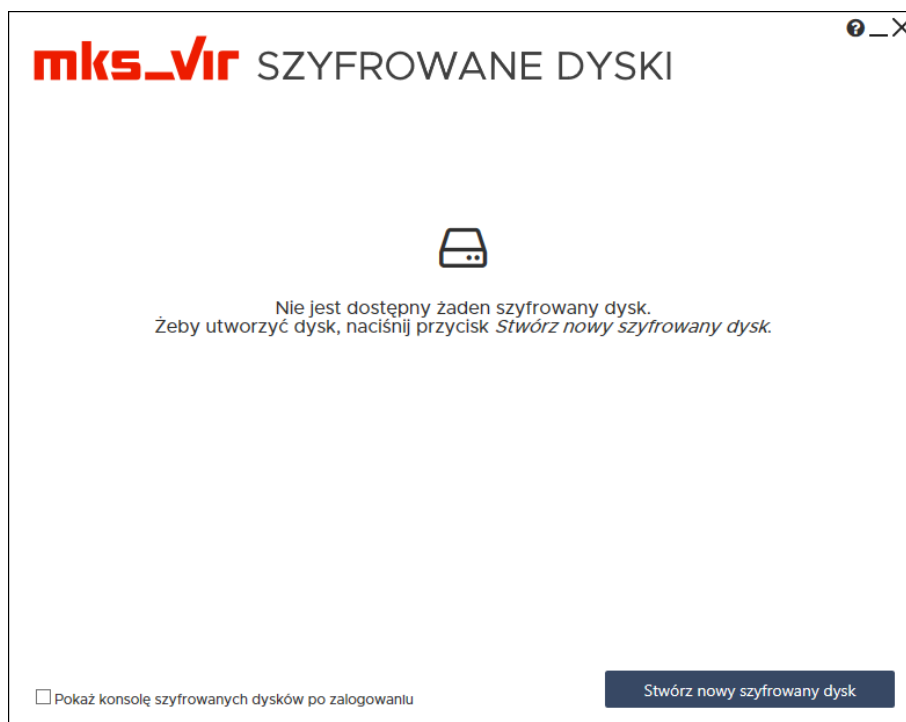 mks_vir SZYFROWANE DYSKI
Nie jest dostępny żaden szyfrowany dysk.
Żeby utworzyć dysk, naciśnij przycisk Stwórz nowy szyfrowany dysk.
Pokaż konsolę szyfrowanych dysków po zalogowaniu
Stwórz nowy szyfrowany dysk